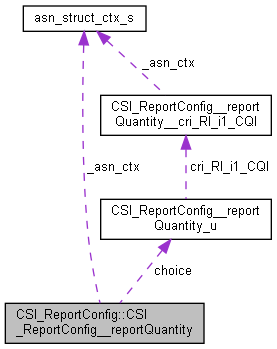 asn_struct_ctx_s
_asn_ctx
CSI_ReportConfig__report
Quantity__cri_RI_i1_CQI
_asn_ctx
cri_RI_i1_CQI
CSI_ReportConfig__report
Quantity_u
choice
CSI_ReportConfig::CSI
_ReportConfig__reportQuantity